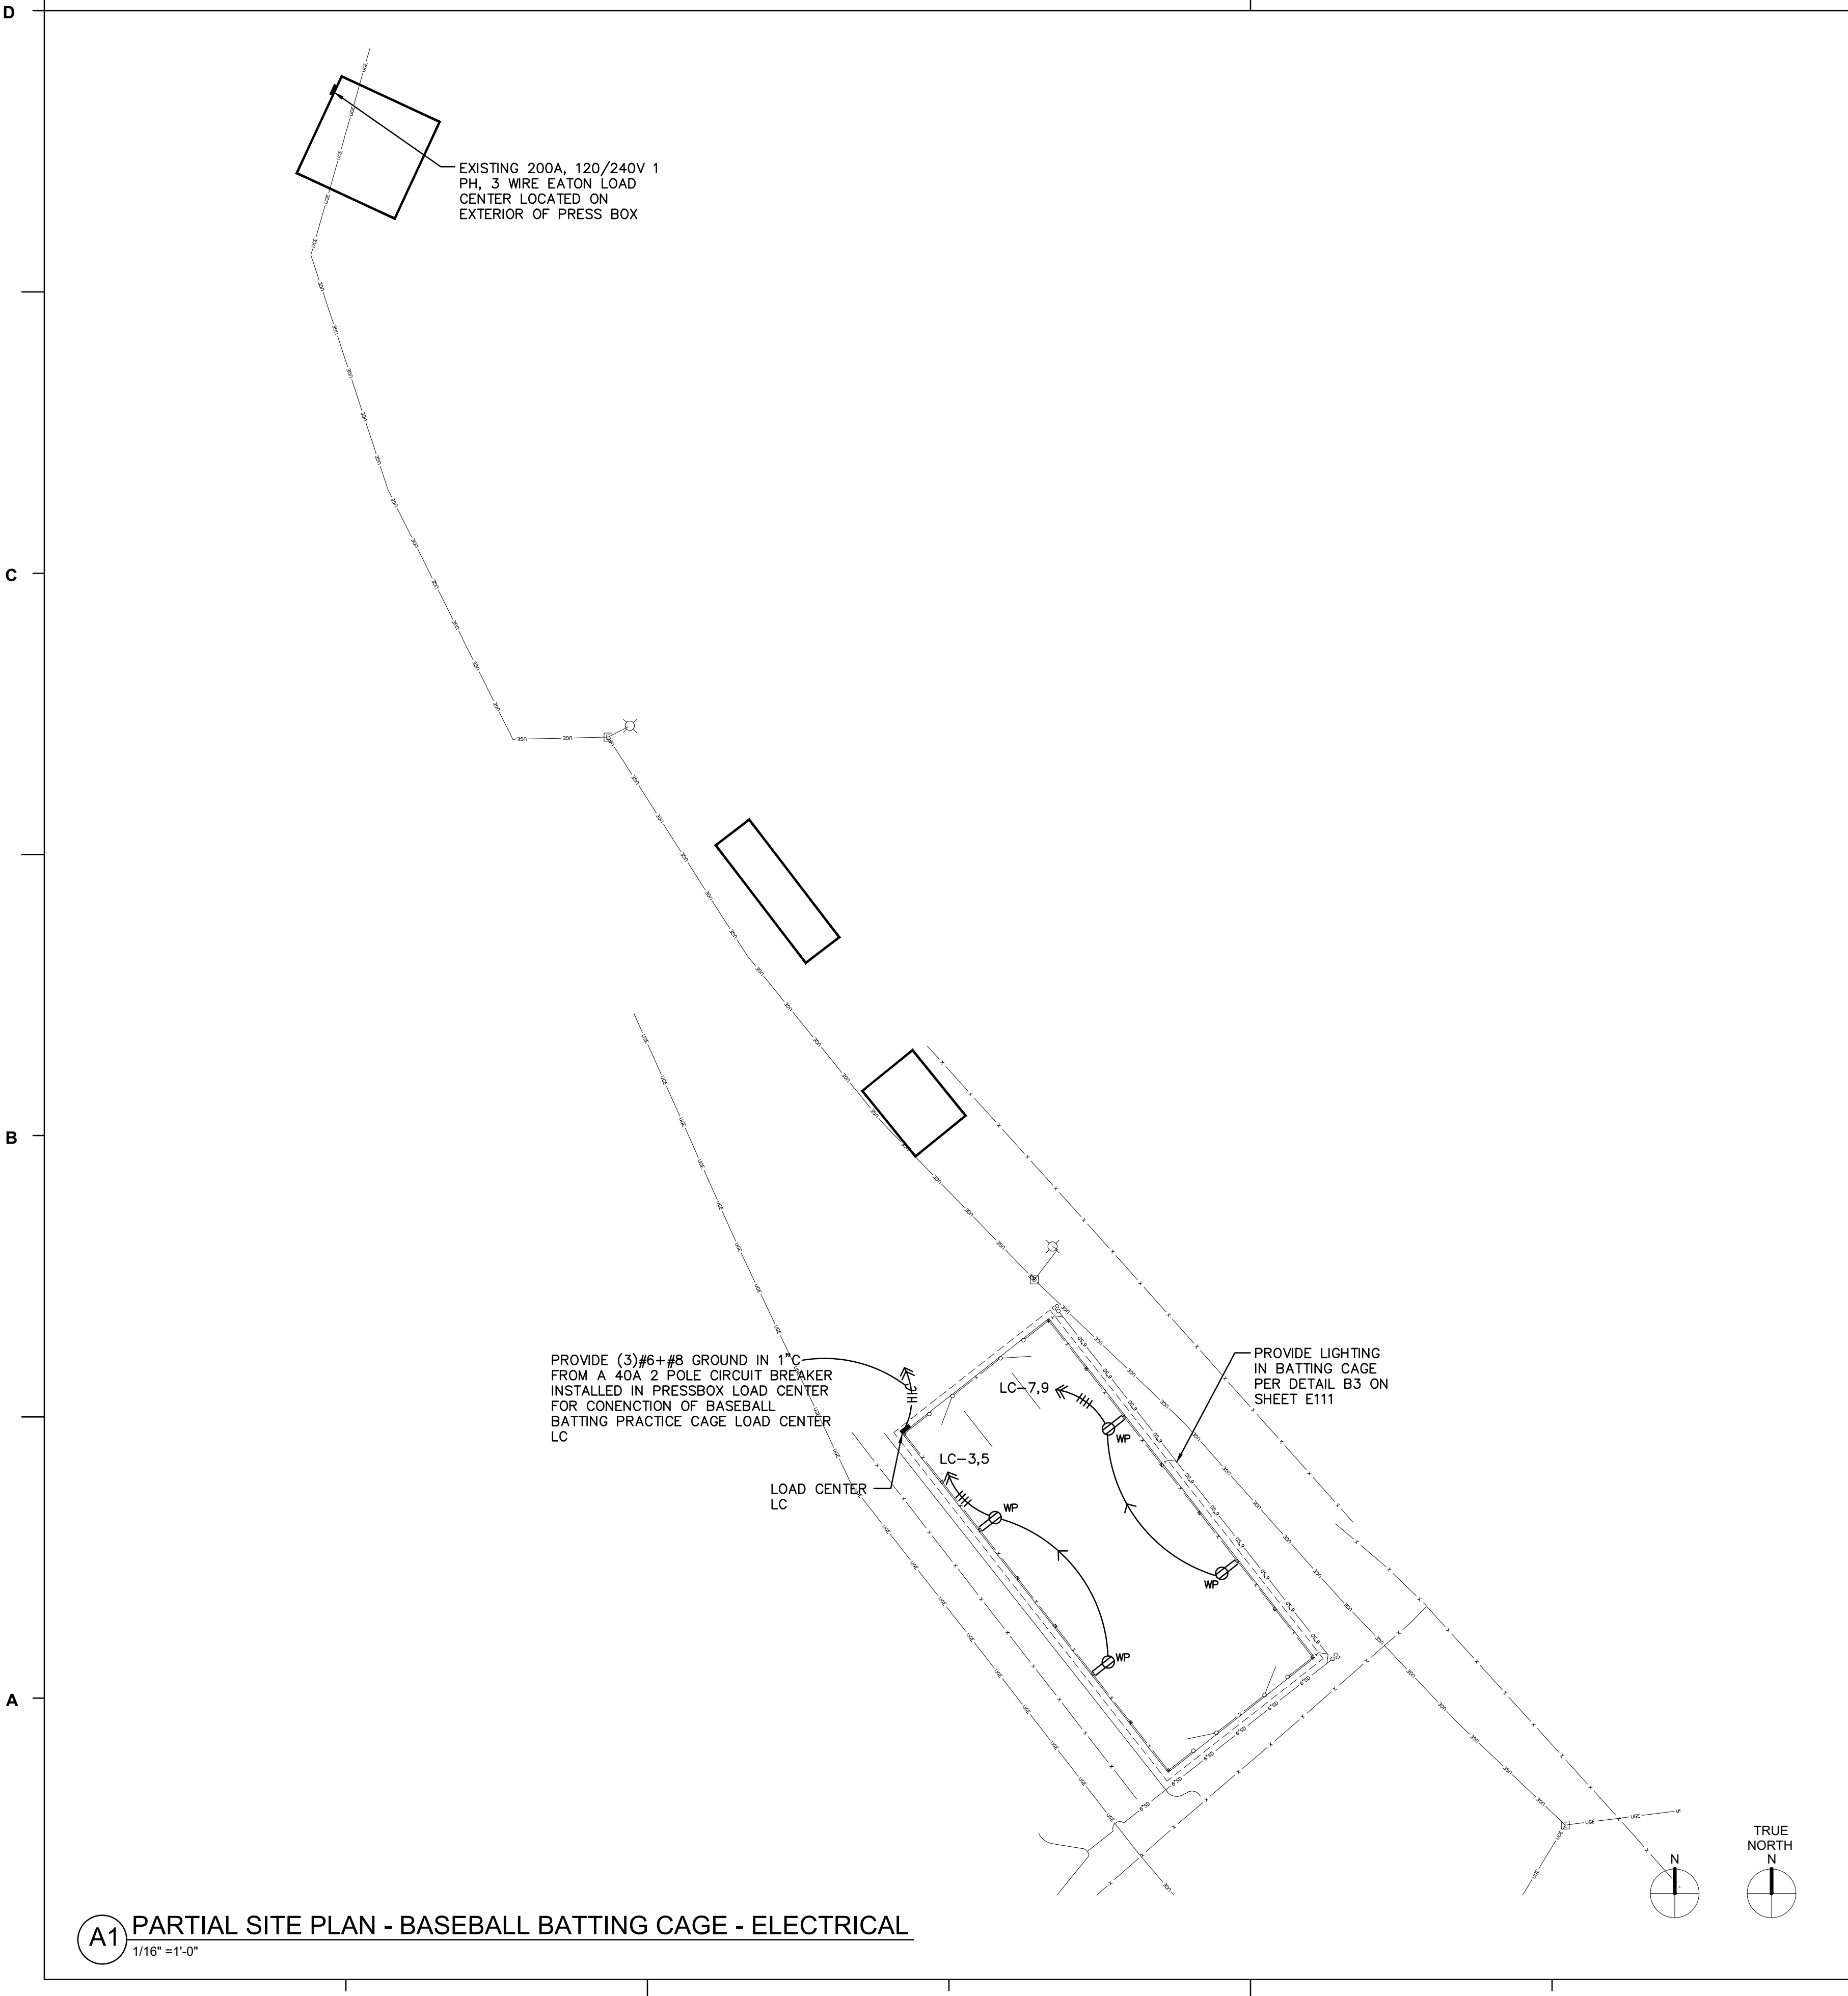 D
UGE
EXISTING 200A, 120/240V 1
PH, 3 WIRE EATON LOAD
CENTER LOCATED ON
EXTERIOR OF PRESS BOX
C
B
PROVIDE (3)#6+#8 GROUND IN 1"C
FROM A 40A 2 POLE CIRCUIT BREAKER
INSTALLED IN PRESSBOX LOAD CENTER
FOR CONENCTION OF BASEBALL
BATTING PRACTICE CAGE LOAD CENTER
LC
PROVIDE LIGHTING
IN BATTING CAGE
PER DETAIL B3 ON
SHEET E111
LC-7,9
WP
LC-3,5
LOAD CENTER
LC
WP
WP
WP
A
TRUE
NORTH
N
N
A1
PARTIAL SITE PLAN - BASEBALL BATTING CAGE - ELECTRICAL
1/16" =1'-0"